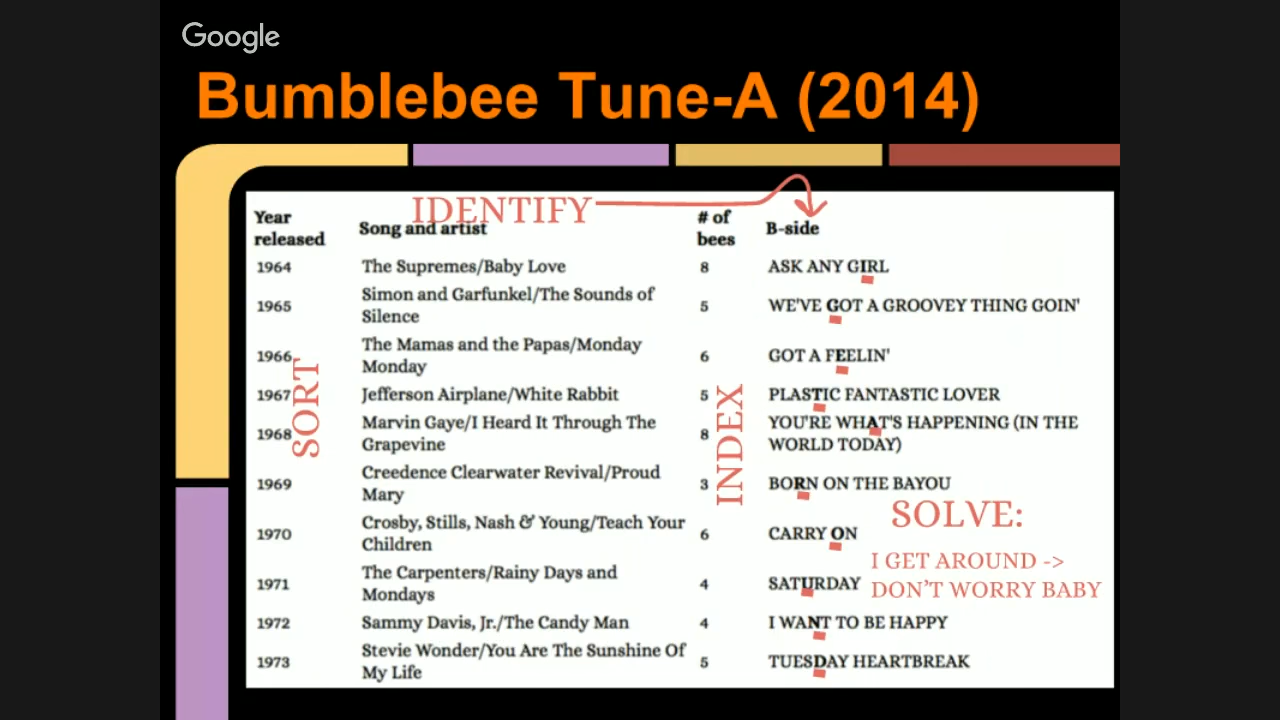 Google
Bumblebee Tune-A (2014)
IDENTIFY
Year released
Song and artist
# of bees
B-side
1964 The Supremes/Baby Love 8 ASK ANY GIRL
1965 Simon and Garfunkel/The Sounds of Silence 5 WE'VE GOT A GROOVEY THING GOIN'
1966 The Mamas and the Papas/Monday Monday 6 GOT A FEELIN'
1967 Jefferson Airplane/White Rabbit 5 PLASTIC FANTASTIC LOVER
1968 Marvin Gaye/I Heard It Through The Grapevine 8 YOU'RE WHAT'S HAPPENING (IN THE WORLD TODAY)
1969 Creedence Clearwater Revival/Proud Mary 3 BORN ON THE BAYOU
1970 Crosby, Stills, Nash & Young/Teach Your Children 6 CARRY ON
1971 The Carpenters/Rainy Days and Mondays 4 SATURDAY
1972 Sammy Davis, Jr./The Candy Man 4 I WANT TO BE HAPPY
1973 Stevie Wonder/You Are The Sunshine Of My Life 5 TUESDAY HEARTBREAK
SORT
INDEX
SOLVE:
I GET AROUND ->
DON'T WORRY BABY